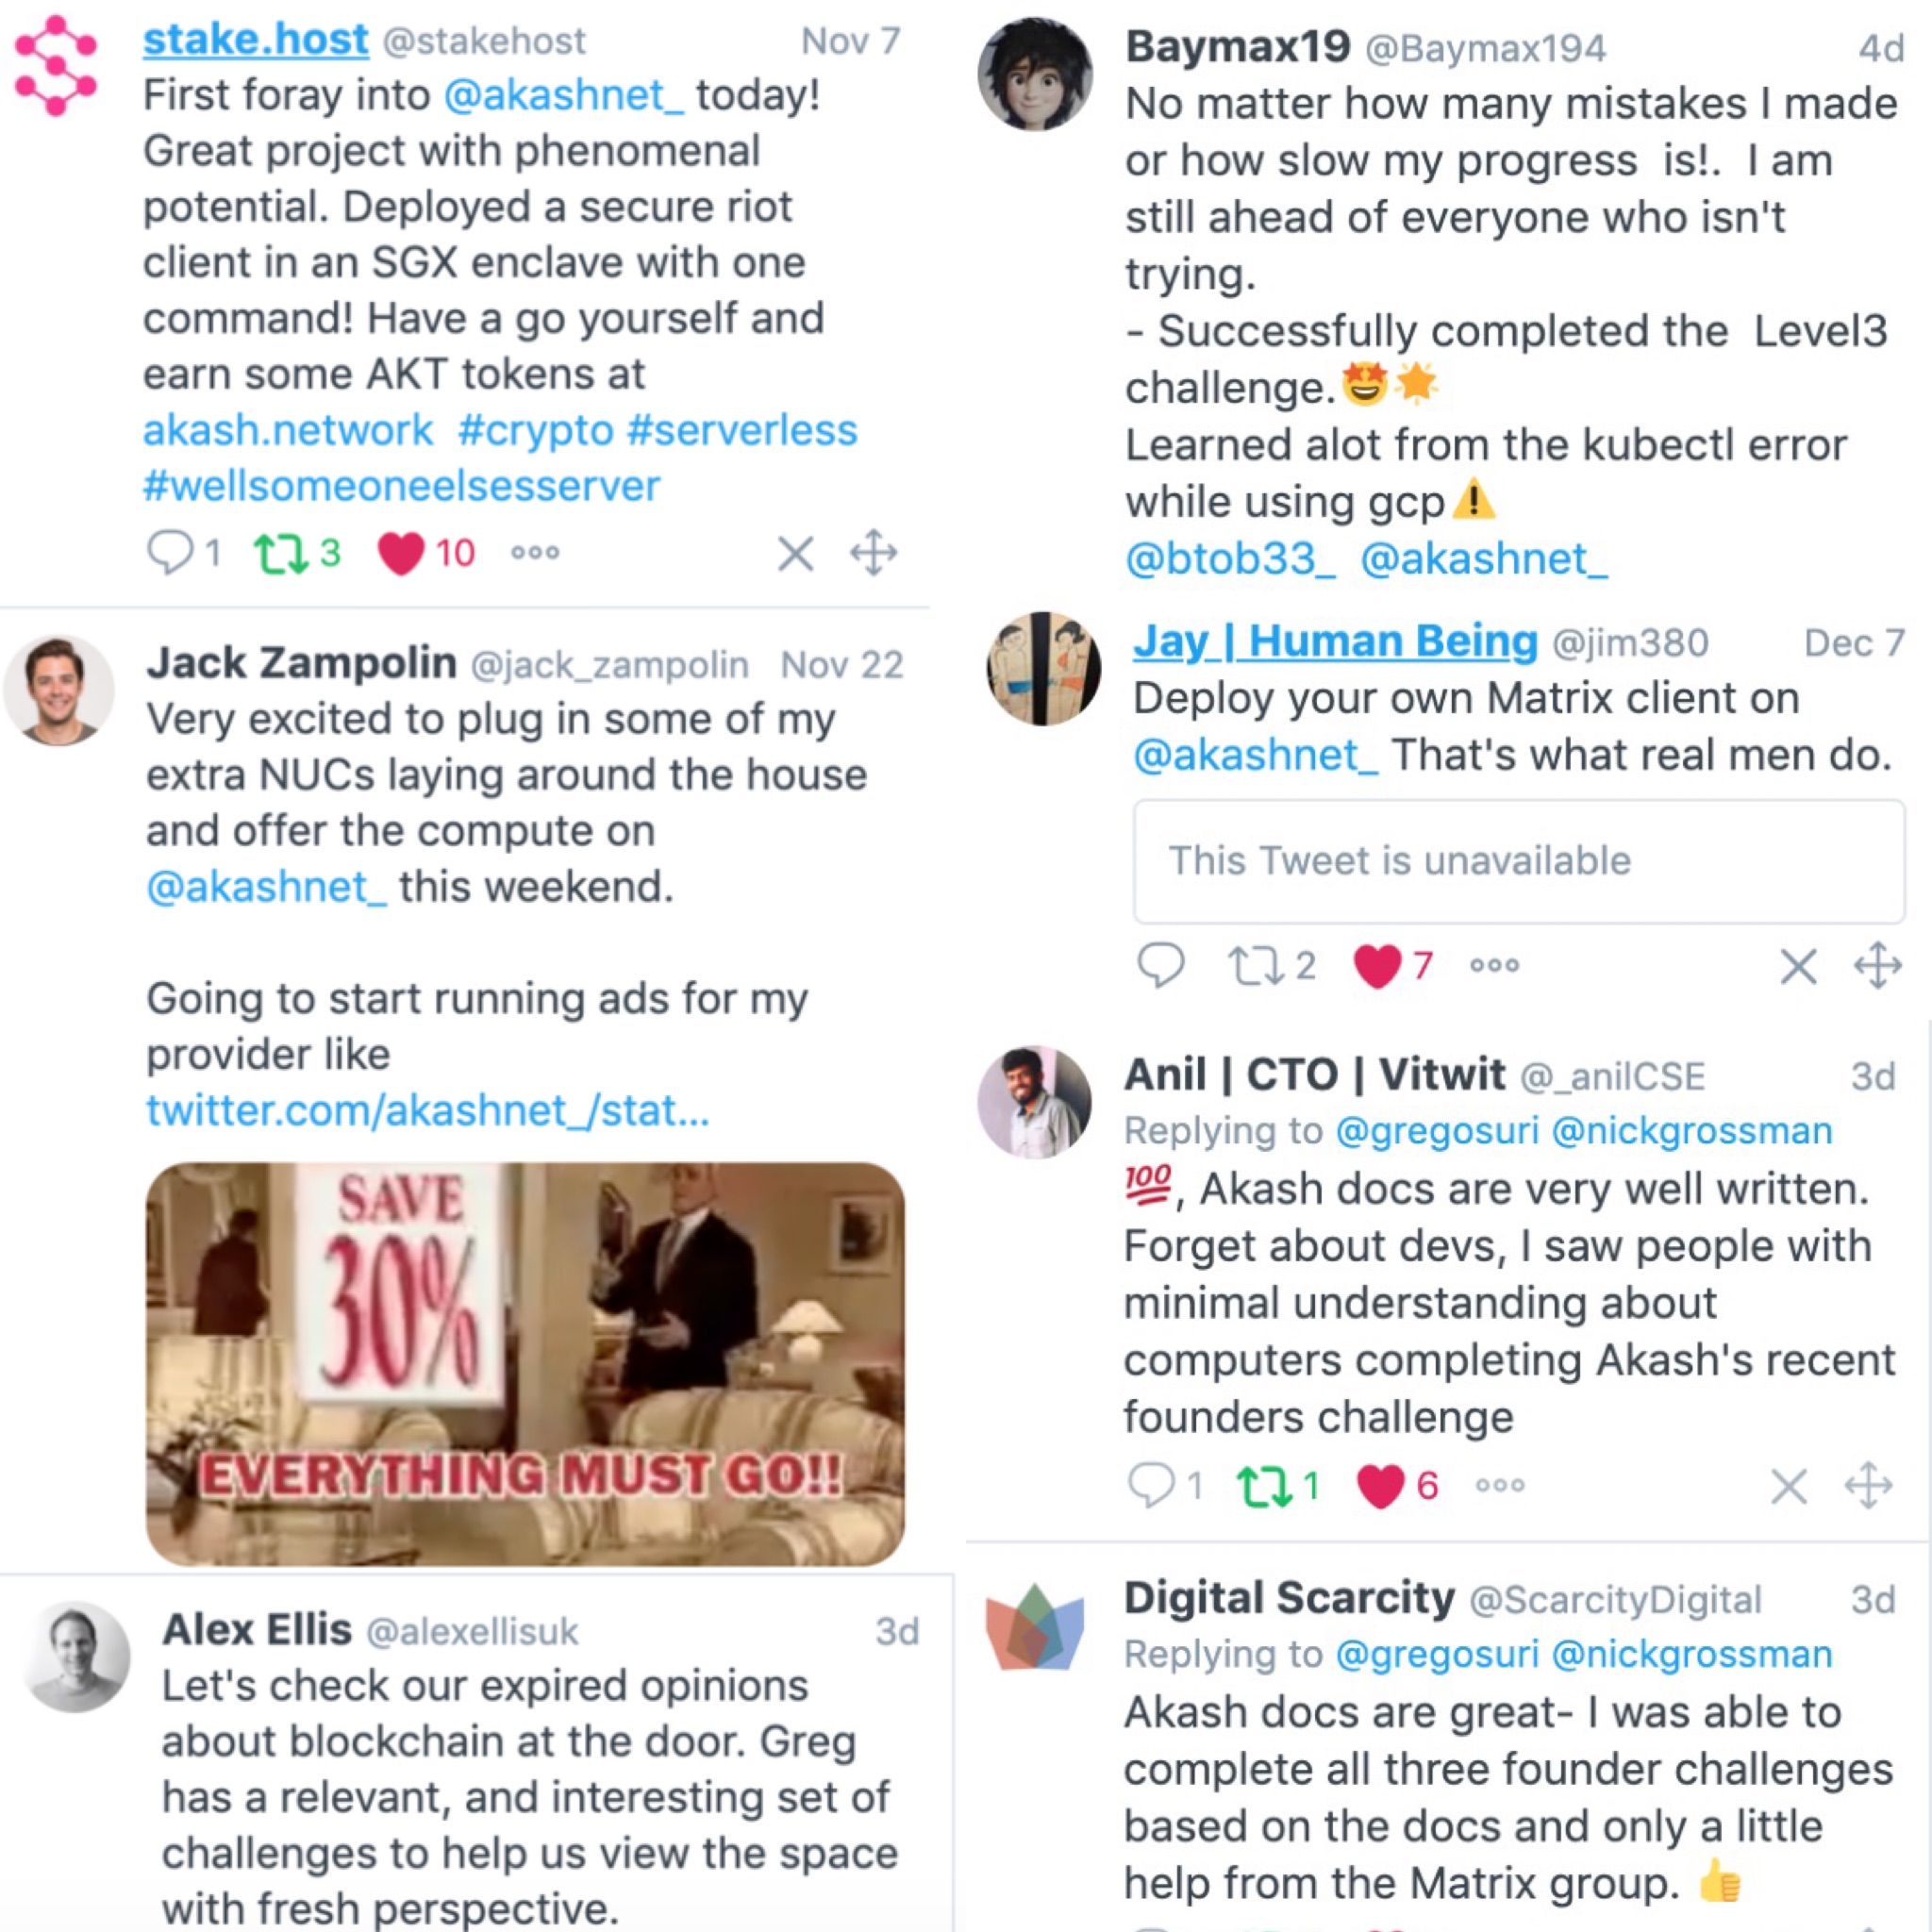 stake.host @stakehost Nov 7
First foray into @akashnet_ today!
Great project with phenomenal
potential. Deployed a secure riot
client in an SGX enclave with one
command! Have a go yourself and
earn some AKT tokens at
akash.network #crypto #serverless
#wellsomeoneelsesserver
1 3 10
Jack Zampolin @jack_zampolin Nov 22
Very excited to plug in some of my
extra NUCs laying around the house
and offer the compute on
@akashnet_ this weekend.
Going to start running ads for my
provider like
twitter.com/akashnet_/stat...
SAVE
30%
EVERYTHING MUST GO!!
Alex Ellis @alexellisuk 3d
Let's check our expired opinions
about blockchain at the door. Greg
has a relevant, and interesting set of
challenges to help us view the space
with fresh perspective.
Baymax19 @Baymax194 4d
No matter how many mistakes I made
or how slow my progress is!. I am
still ahead of everyone who isn't
trying.
- Successfully completed the Level3
challenge.🤩🌟
Learned alot from the kubectl error
while using gcp⚠️
@btob33_ @akashnet_
Jay | Human Being @jim380 Dec 7
Deploy your own Matrix client on
@akashnet_ That's what real men do.
This Tweet is unavailable
2 7
Anil | CTO | Vitwit @_anilCSE 3d
Replying to @gregosuri @nickgrossman
💯, Akash docs are very well written.
Forget about devs, I saw people with
minimal understanding about
computers completing Akash's recent
founders challenge
1 1 6
Digital Scarcity @ScarcityDigital 3d
Replying to @gregosuri @nickgrossman
Akash docs are great- I was able to
complete all three founder challenges
based on the docs and only a little
help from the Matrix group. 👍